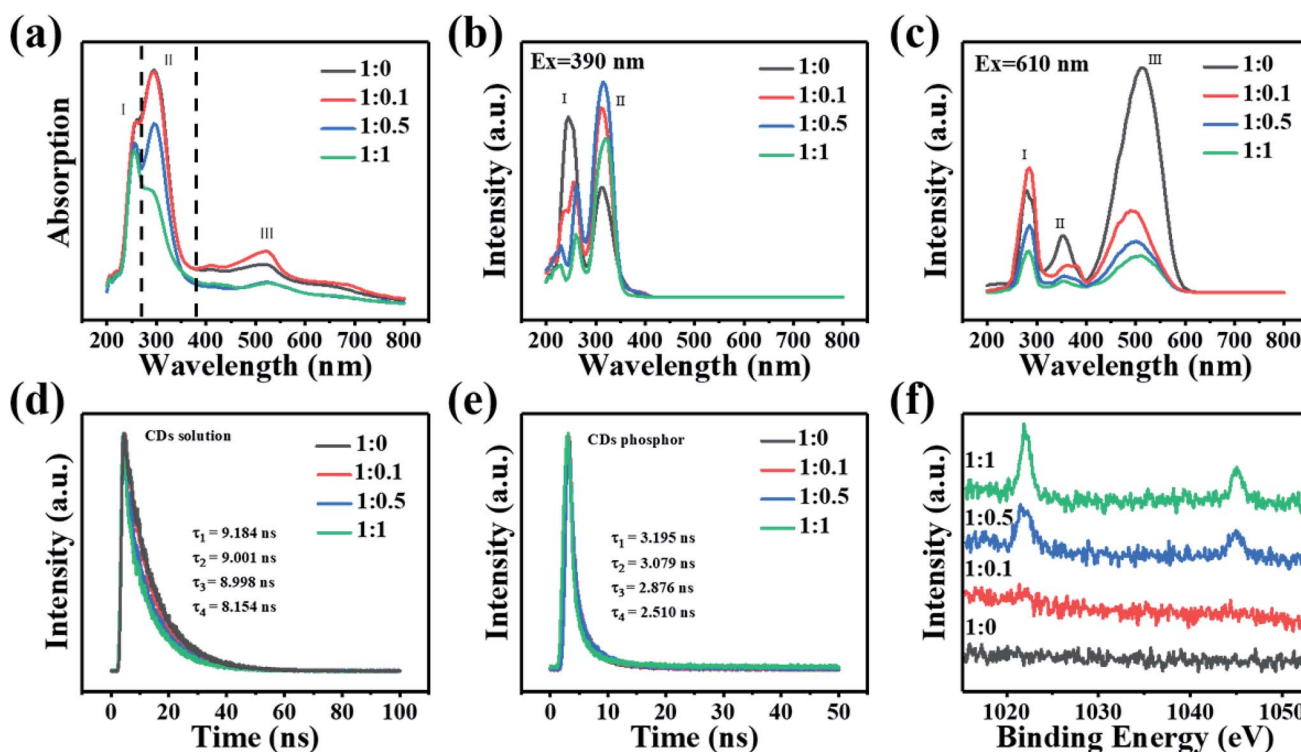 (a)
I
II
III
1:0
1:0.1
1:0.5
1:1
Absorption
200 300 400 500 600 700 800
Wavelength (nm)
(b)
Ex=390 nm
I
II
1:0
1:0.1
1:0.5
1:1
Intensity (a.u.)
200 300 400 500 600 700 800
Wavelength (nm)
(c)
Ex=610 nm
I
II
III
1:0
1:0.1
1:0.5
1:1
Intensity (a.u.)
200 300 400 500 600 700 800
Wavelength (nm)
(d)
CDs solution
1:0
1:0.1
1:0.5
1:1
τ1 = 9.184 ns
τ2 = 9.001 ns
τ3 = 8.998 ns
τ4 = 8.154 ns
Intensity (a.u.)
0 20 40 60 80 100
Time (ns)
(e)
CDs phosphor
1:0
1:0.1
1:0.5
1:1
τ1 = 3.195 ns
τ2 = 3.079 ns
τ3 = 2.876 ns
τ4 = 2.510 ns
Intensity (a.u.)
0 10 20 30 40 50
Time (ns)
(f)
1:1
1:0.5
1:0.1
1:0
Intensity (a.u.)
1020 1030 1040 1050
Binding Energy (eV)